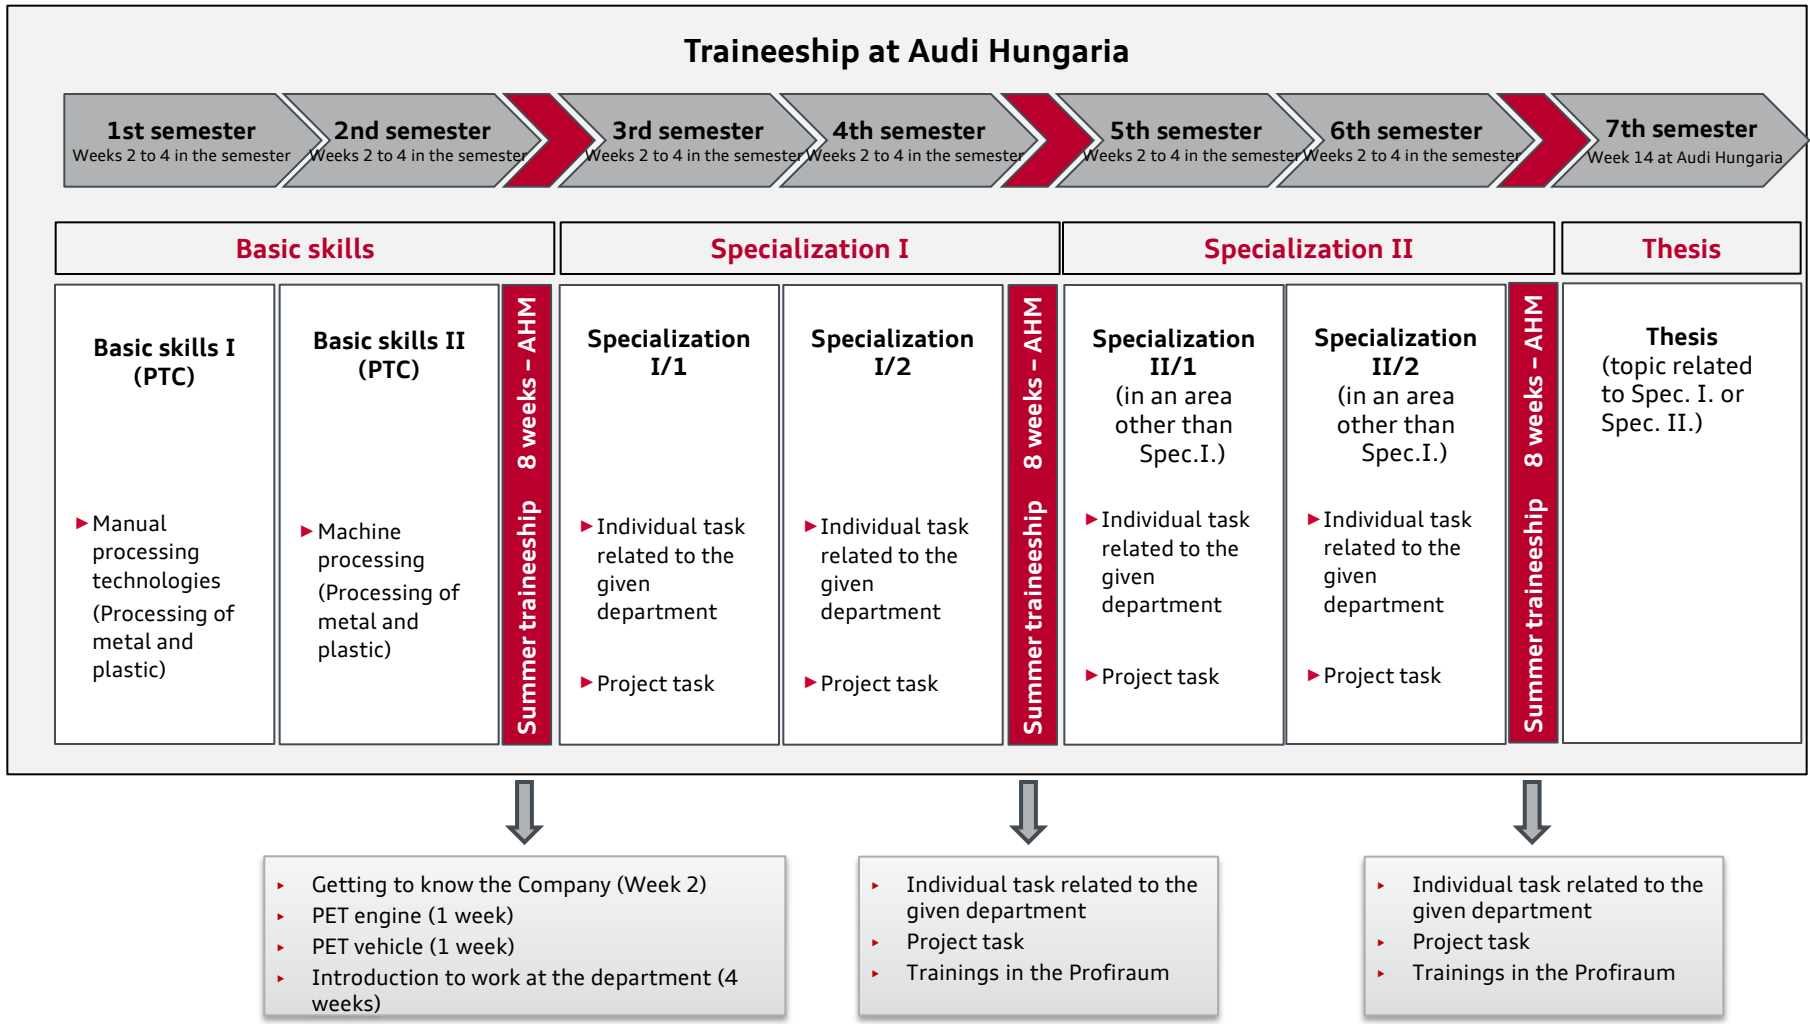 Traineeship at Audi Hungaria
1st semester
Weeks 2 to 4 in the semester
2nd semester
Weeks 2 to 4 in the semester
3rd semester
Weeks 2 to 4 in the semester
4th semester
Weeks 2 to 4 in the semester
5th semester
Weeks 2 to 4 in the semester
6th semester
Weeks 2 to 4 in the semester
7th semester
Week 14 at Audi Hungaria
Basic skills
Specialization I
Specialization II
Thesis
Basic skills I
(PTC)
►Manual
processing
technologies
(Processing of
metal and
plastic)
Basic skills II
(PTC)
►Machine
processing
(Processing of
metal and
plastic)
Summer traineeship 8 weeks – AHM
Specialization
I/1
►Individual task
related to the
given
department
►Project task
Specialization
I/2
►Individual task
related to the
given
department
►Project task
Summer traineeship 8 weeks – AHM
Specialization
II/1
(in an area
other than
Spec.I.)
►Individual task
related to the
given
department
►Project task
Specialization
II/2
(in an area
other than
Spec.I.)
►Individual task
related to the
given
department
►Project task
Summer traineeship 8 weeks – AHM
Thesis
(topic related
to Spec. I. or
Spec. II.)
▸ Getting to know the Company (Week 2)
▸ PET engine (1 week)
▸ PET vehicle (1 week)
▸ Introduction to work at the department (4
weeks)
▸ Individual task related to the
given department
▸ Project task
▸ Trainings in the Profiraum
▸ Individual task related to the
given department
▸ Project task
▸ Trainings in the Profiraum